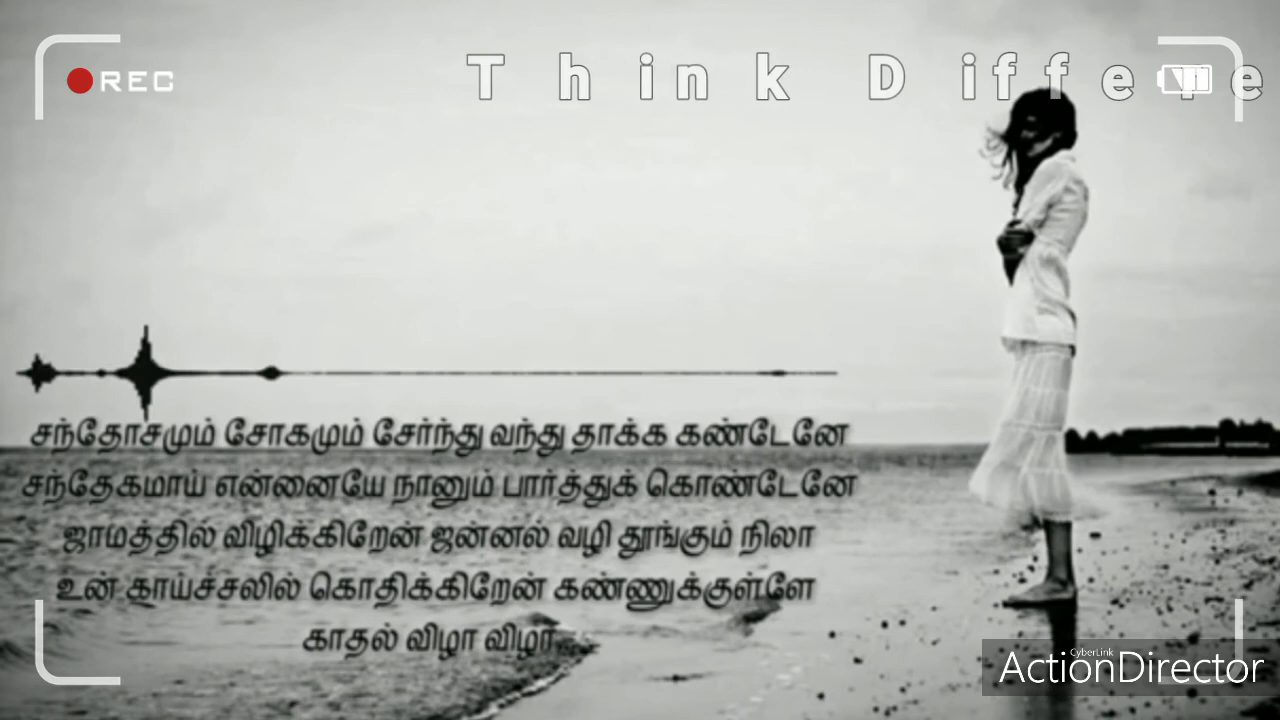 REC
Think Differe
சந்தோசமும் சோகமும் சேர்ந்து வந்து தாக்க கண்டேனே
சந்தேகமாய் என்னையே நானும் பார்த்துக் கொண்டேனே
ஜாமத்தில் விழிக்கிறேன் ஜன்னல் வழி தூங்கும் நிலா
உன் காய்ச்சலில் கொதிக்கிறேன் கண்ணுக்குள்ளே
காதல் விழா விழா
CyberLink
ActionDirector